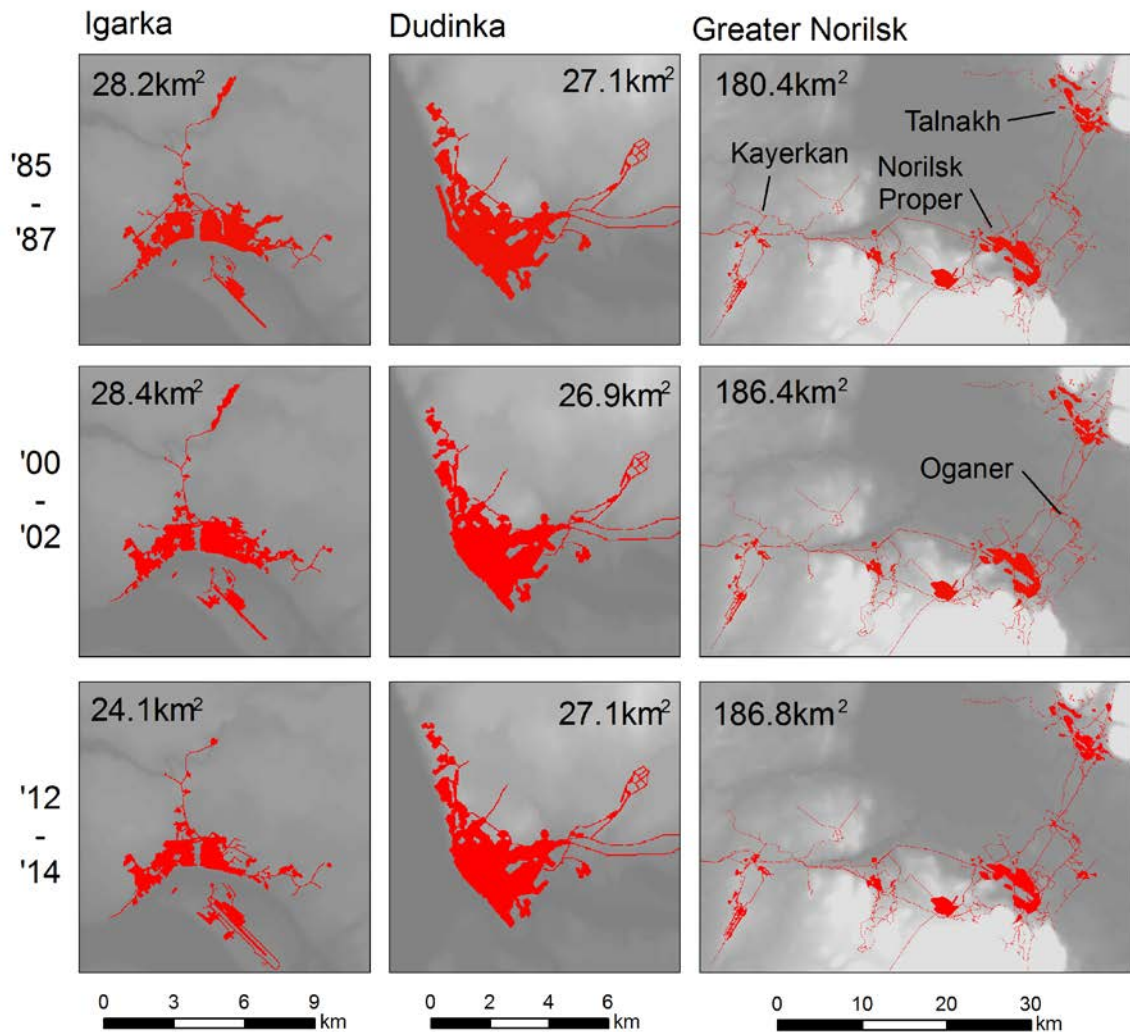 Igarka
Dudinka
Greater Norilsk
'85
-
'87
28.2km²
27.1km²
180.4km²
Talnakh
Kayerkan
Norilsk
Proper
'00
-
'02
28.4km²
26.9km²
186.4km²
Oganer
'12
-
'14
24.1km²
27.1km²
186.8km²
0 3 6 9 km
0 2 4 6 km
0 10 20 30 km